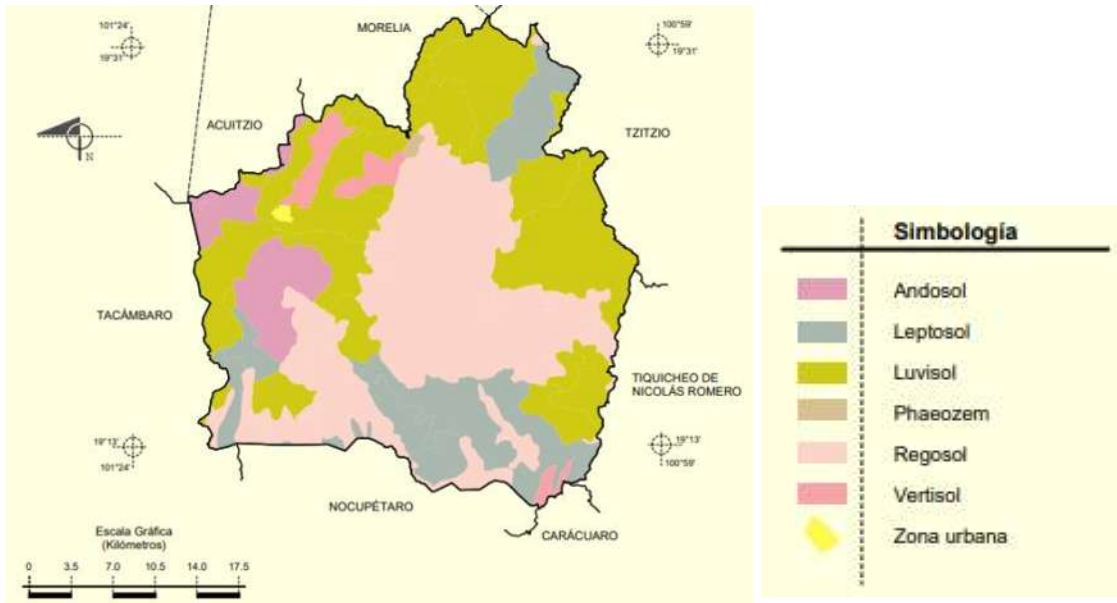 101°24'
19°31'
MORELIA
100°59'
19°31'
ACUITZIO
TZITZIO
N
TACÁMBARO
TIQUICHEO DE
NICOLÁS ROMERO
19°13'
101°24'
19°13'
100°59'
NOCUPÉTARO
CARÁCUARO
Escala Gráfica
(Kilómetros)
0 3.5 7.0 10.5 14.0 17.5
Simbología
Andosol
Leptosol
Luvisol
Phaeozem
Regosol
Vertisol
Zona urbana